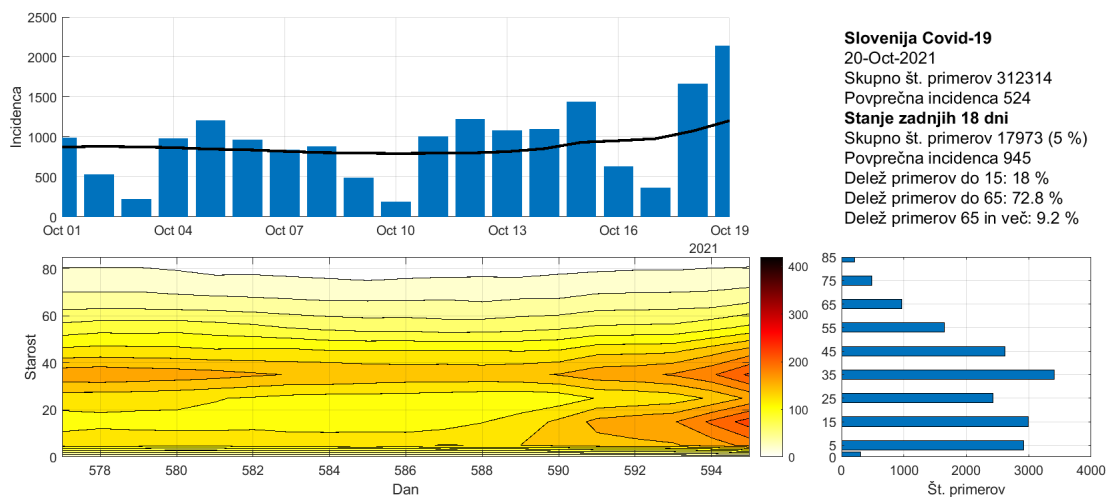 2500
2000
1500
1000
500
0
Incidenca
Oct 01
Oct 04
Oct 07
Oct 10
Oct 13
Oct 16
Oct 19
2021
Slovenija Covid-19
20-Oct-2021
Skupno št. primerov 312314
Povprečna incidenca 524
Stanje zadnjih 18 dni
Skupno št. primerov 17973 (5 %)
Povprečna incidenca 945
Delež primerov do 15: 18 %
Delež primerov do 65: 72.8 %
Delež primerov 65 in več: 9.2 %
80
60
40
20
0
Starost
578
580
582
584
586
588
590
592
594
Dan
400
300
200
100
0
85
75
65
55
45
35
25
15
5
0
0
1000
2000
3000
4000
Št. primerov